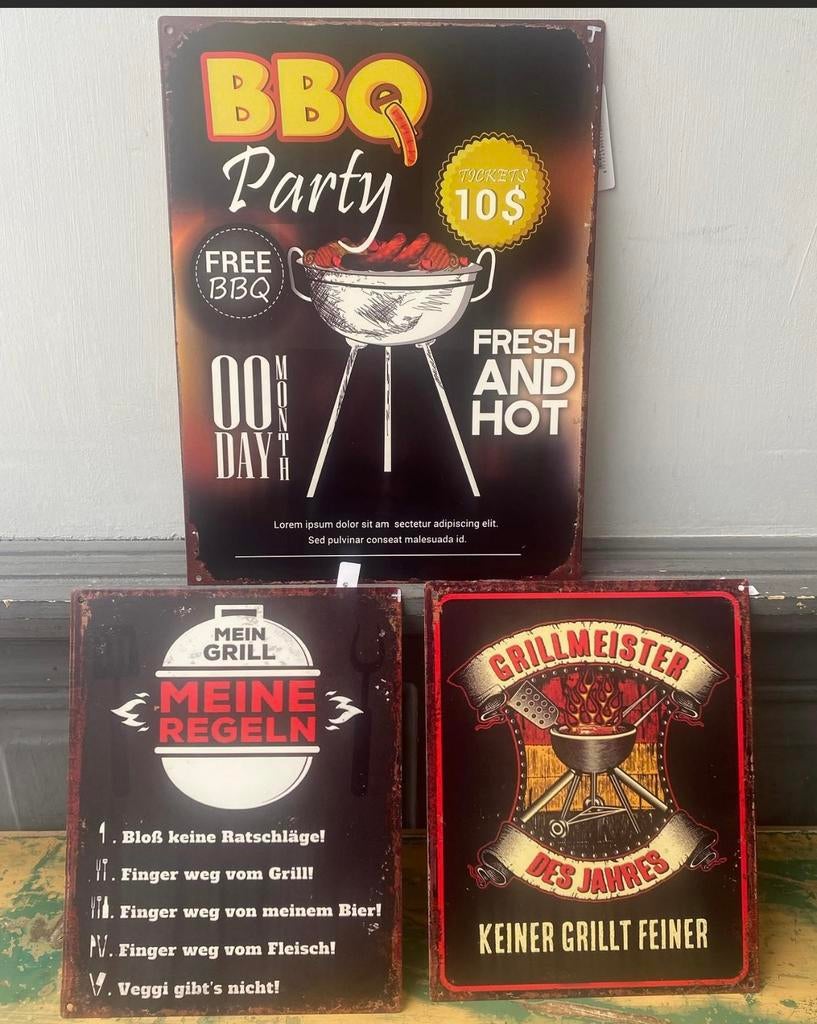 BBQ
Party
TICKETS
10$
FREE
BBQ
FRESH
AND
HOT
00
DAY
MONTH
Lorem ipsum dolor sit am sectetur adipiscing elit.
Sed pulvinar conseat malesuada id.
MEIN
GRILL
MEINE
REGELN
. Bloß keine Ratschläge!
. Finger weg vom Grill!
. Finger weg von meinem Bier!
. Finger weg vom Fleisch!
. Veggi gibt's nicht!
GRILLMEISTER
DES JAHRES
KEINER GRILLT FEINER